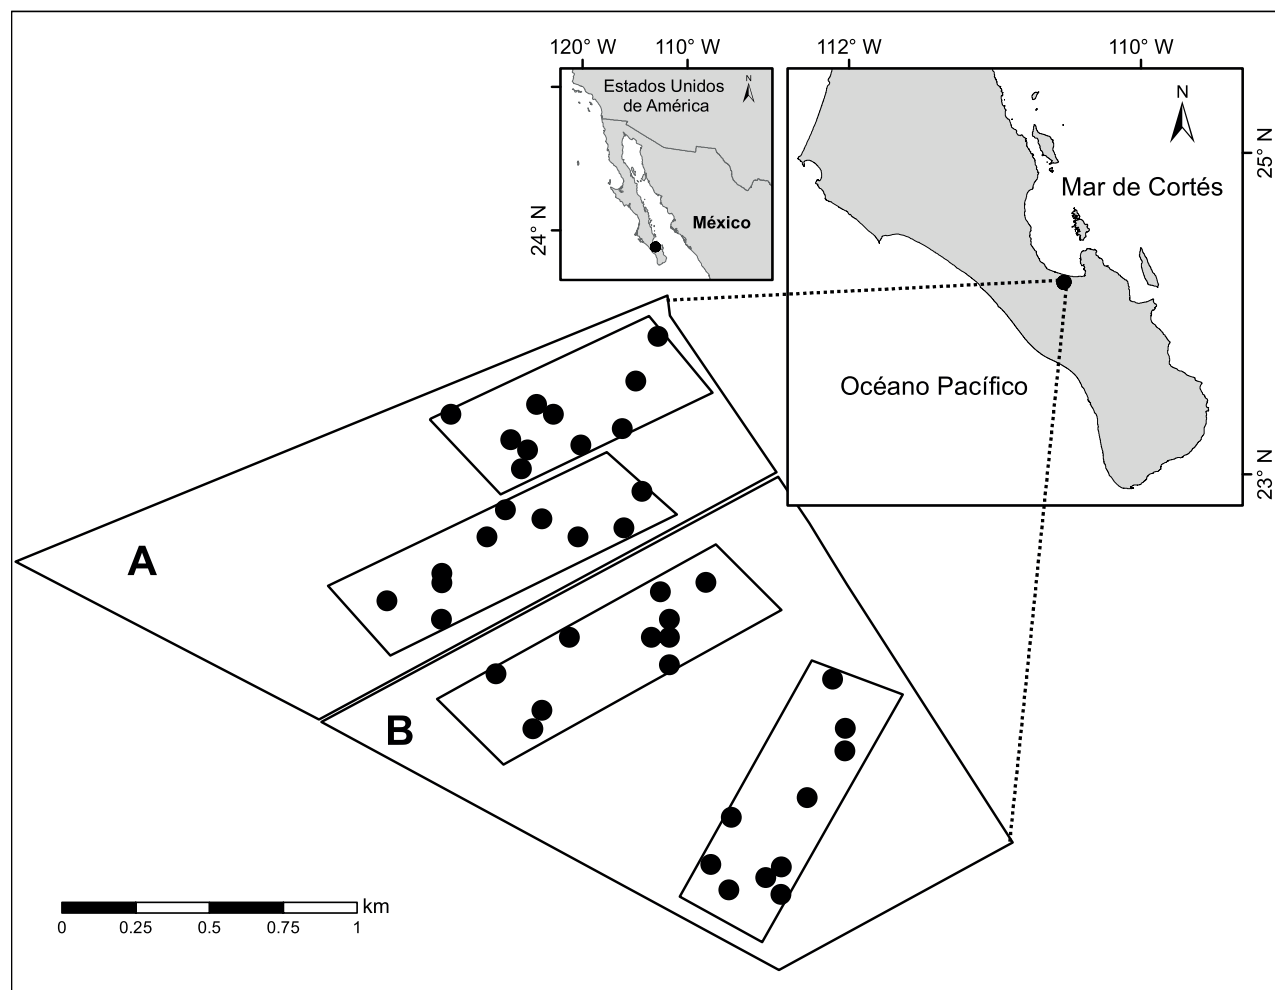 120° W 110° W 112° W 110° W
Estados Unidos
de América
N
México
24° N
N
25° N
Mar de Cortés
Océano Pacífico
23° N
A
B
km
0 0.25 0.5 0.75 1